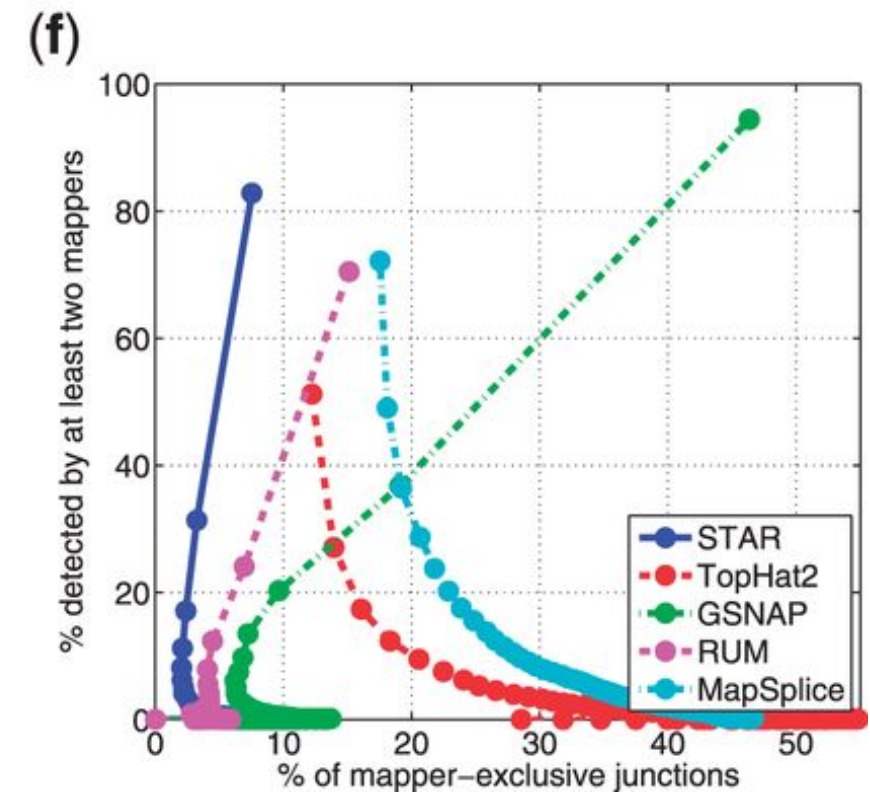 (f)
100
80
60
40
20
0
0 10 20 30 40 50
% detected by at least two mappers
% of mapper−exclusive junctions
STAR
TopHat2
GSNAP
RUM
MapSplice